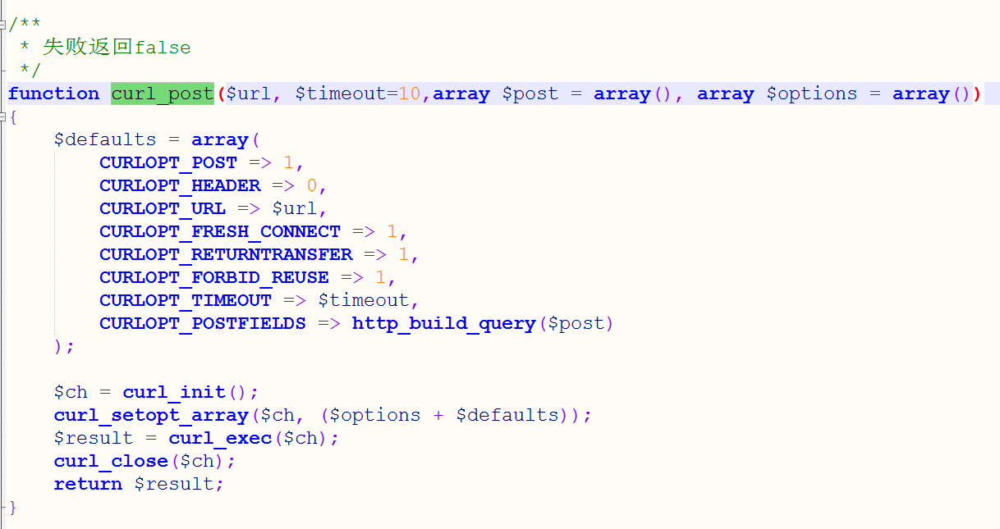 /**
 * 失败返回false
 */
function curl_post($url, $timeout=10,array $post = array(), array $options = array())
{
    $defaults = array(
        CURLOPT_POST => 1,
        CURLOPT_HEADER => 0,
        CURLOPT_URL => $url,
        CURLOPT_FRESH_CONNECT => 1,
        CURLOPT_RETURNTRANSFER => 1,
        CURLOPT_FORBID_REUSE => 1,
        CURLOPT_TIMEOUT => $timeout,
        CURLOPT_POSTFIELDS => http_build_query($post)
    );

    $ch = curl_init();
    curl_setopt_array($ch, ($options + $defaults));
    $result = curl_exec($ch);
    curl_close($ch);
    return $result;
}